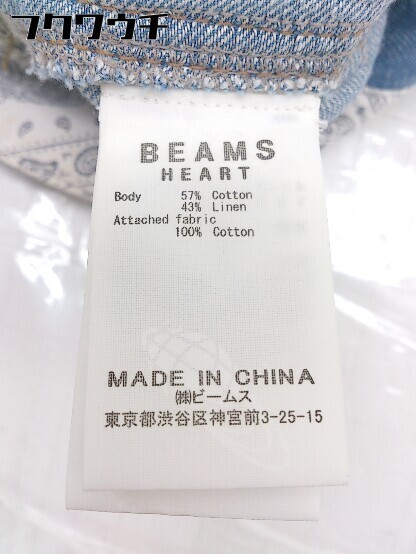 フクウクチ
BEAMS
HEART
Body 57% Cotton
43% Linen
Attached fabric
100% Cotton
MADE IN CHINA
㈱ビームス
東京都渋谷区神宮前3-25-15